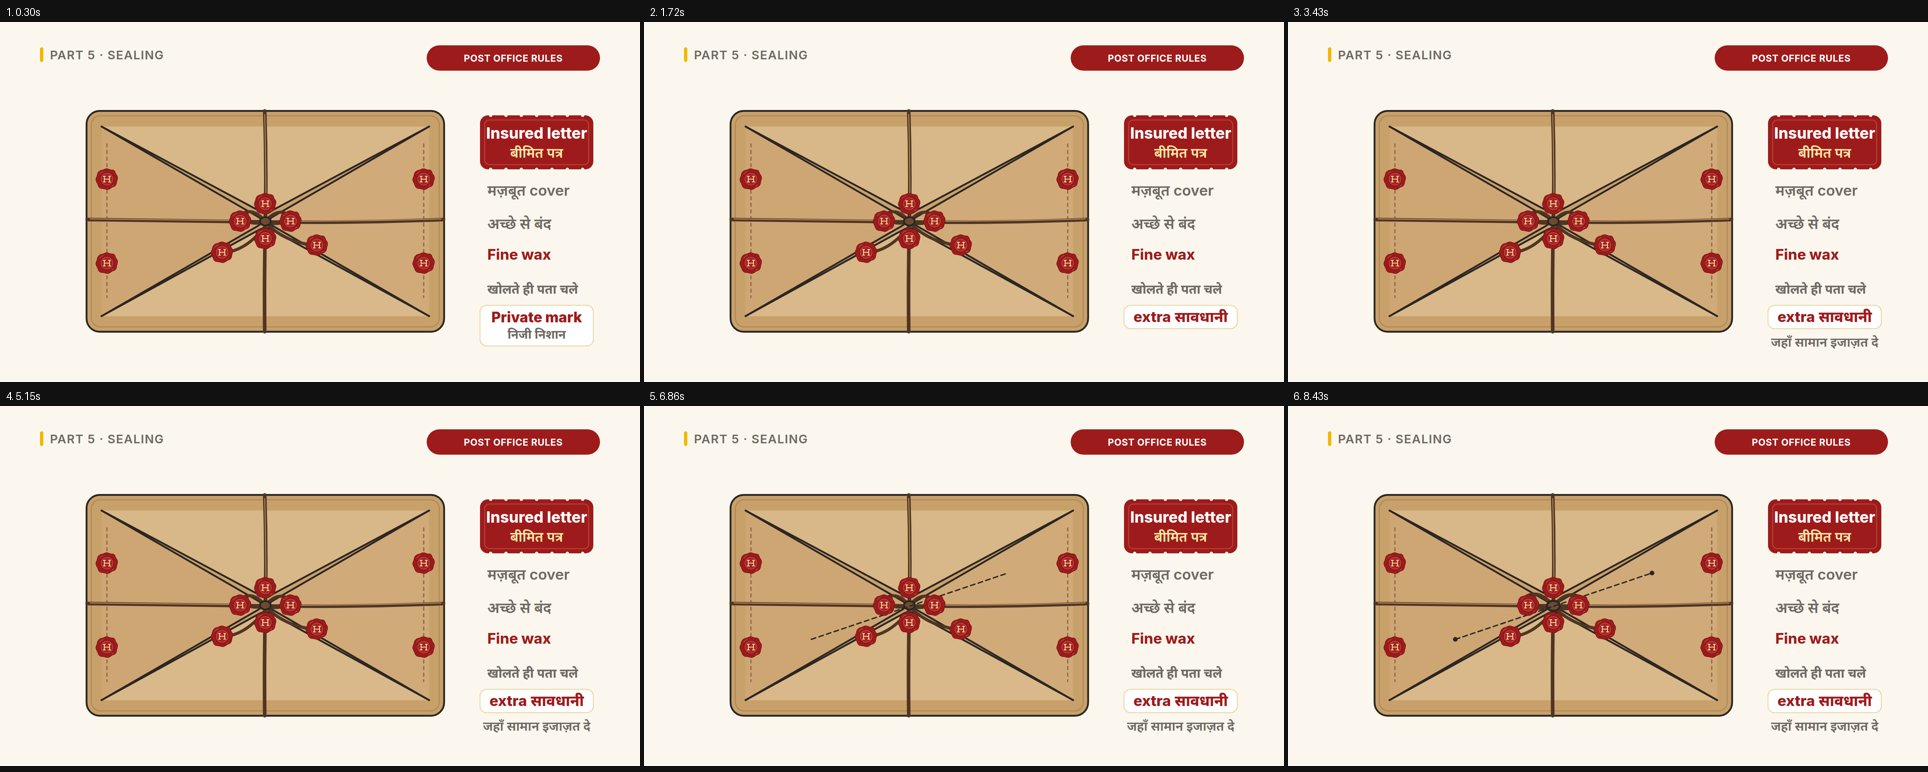 1. 0.30s
PART 5 · SEALING
POST OFFICE RULES
Insured letter
बीमित पत्र
मज़बूत cover
अच्छे से बंद
Fine wax
खोलते ही पता चले
Private mark
निजी निशान
H
H
H
H
H
H
H
H
H
H
2. 1.72s
PART 5 · SEALING
POST OFFICE RULES
Insured letter
बीमित पत्र
मज़बूत cover
अच्छे से बंद
Fine wax
खोलते ही पता चले
extra सावधानी
H
H
H
H
H
H
H
H
H
H
3. 3.43s
PART 5 · SEALING
POST OFFICE RULES
Insured letter
बीमित पत्र
मज़बूत cover
अच्छे से बंद
Fine wax
खोलते ही पता चले
extra सावधानी
जहाँ सामान इजाज़त दे
H
H
H
H
H
H
H
H
H
H
4. 5.15s
PART 5 · SEALING
POST OFFICE RULES
Insured letter
बीमित पत्र
मज़बूत cover
अच्छे से बंद
Fine wax
खोलते ही पता चले
extra सावधानी
जहाँ सामान इजाज़त दे
H
H
H
H
H
H
H
H
H
H
5. 6.86s
PART 5 · SEALING
POST OFFICE RULES
Insured letter
बीमित पत्र
मज़बूत cover
अच्छे से बंद
Fine wax
खोलते ही पता चले
extra सावधानी
जहाँ सामान इजाज़त दे
H
H
H
H
H
H
H
H
H
H
6. 8.43s
PART 5 · SEALING
POST OFFICE RULES
Insured letter
बीमित पत्र
मज़बूत cover
अच्छे से बंद
Fine wax
खोलते ही पता चले
extra सावधानी
जहाँ सामान इजाज़त दे
H
H
H
H
H
H
H
H
H
H